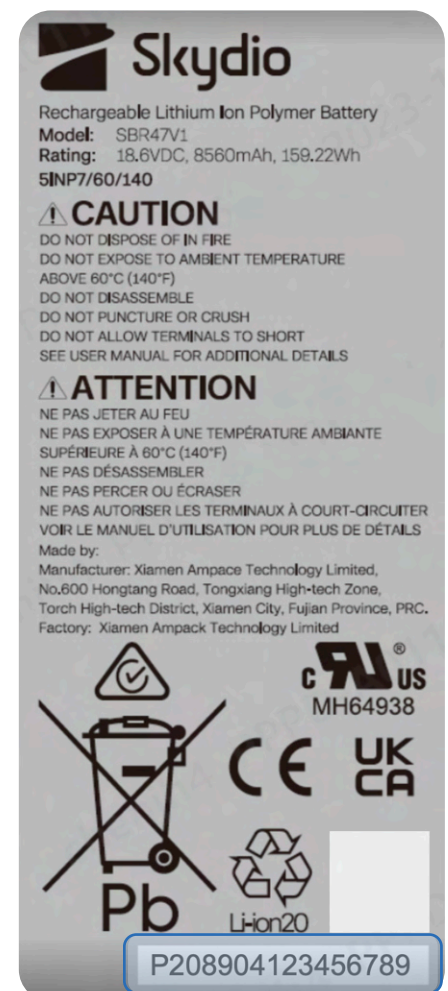 Skydio
Rechargeable Lithium Ion Polymer Battery
Model: SBR47V1
Rating: 18.6VDC, 8560mAh, 159.22Wh
5INP7/60/140
⚠ CAUTION
DO NOT DISPOSE OF IN FIRE
DO NOT EXPOSE TO AMBIENT TEMPERATURE
ABOVE 60°C (140°F)
DO NOT DISASSEMBLE
DO NOT PUNCTURE OR CRUSH
DO NOT ALLOW TERMINALS TO SHORT
SEE USER MANUAL FOR ADDITIONAL DETAILS
⚠ ATTENTION
NE PAS JETER AU FEU
NE PAS EXPOSER À UNE TEMPÉRATURE AMBIANTE
SUPÉRIEURE À 60°C (140°F)
NE PAS DÉSASSEMBLER
NE PAS PERCER OU ÉCRASER
NE PAS AUTORISER LES TERMINAUX À COURT-CIRCUITER
VOIR LE MANUEL D'UTILISATION POUR PLUS DE DÉTAILS
Made by:
Manufacturer: Xiamen Ampace Technology Limited,
No.600 Hongtang Road, Tongxiang High-tech Zone,
Torch High-tech District, Xiamen City, Fujian Province, PRC.
Factory: Xiamen Ampack Technology Limited
C RU US ®
MH64938
CE
UK
CA
Pb
Li-ion20
P208904123456789